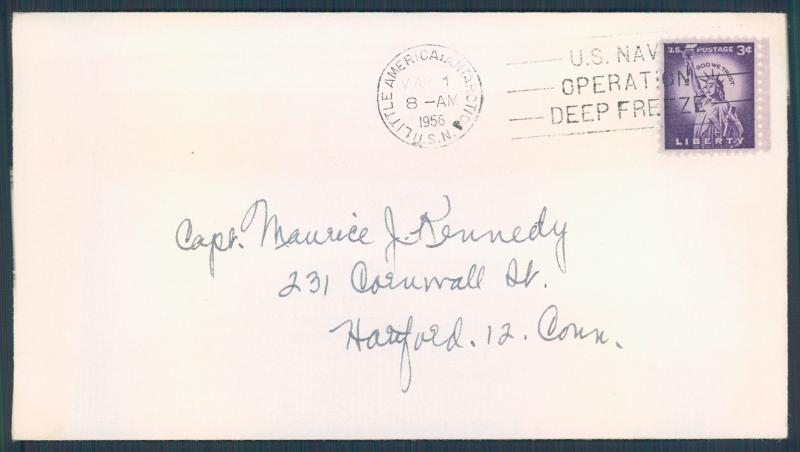 LITTLE AMERICA, ANTARCTICA
U.S.N.
MAY 1
8 -AM
1956
U.S. NAVY
OPERATION
DEEP FREEZE
U.S. POSTAGE 3¢
IN GOD WE TRUST
LIBERTY
Capt. Maurice J. Kennedy
231 Cornwall St.
Harford. 12. Conn.